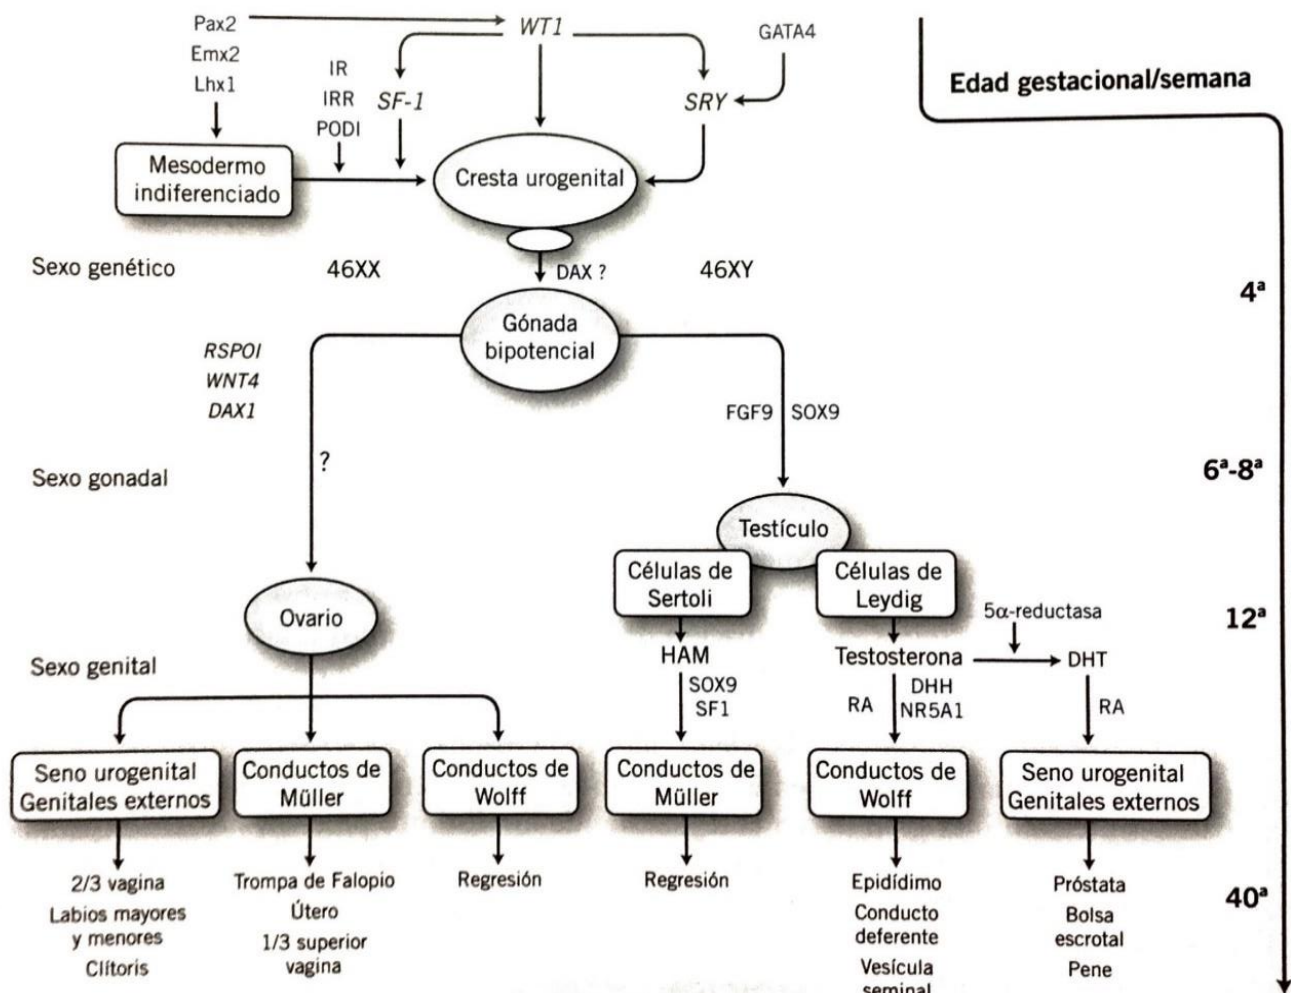 Pax2
Emx2
Lhx1
WT1
GATA4
IR
IRR
PODI
SF-1
SRY
Edad gestacional/semana
Mesodermo
indiferenciado
Cresta urogenital
Sexo genético
46XX
DAX ?
46XY
4ª
Gónada
bipotencial
RSPOI
WNT4
DAX1
FGF9
SOX9
?
Sexo gonadal
6ª-8ª
Testículo
Células de
Sertoli
Células de
Leydig
Ovario
5α-reductasa
12ª
Sexo genital
HAM
Testosterona
DHT
SOX9
SF1
RA
DHH
NR5A1
RA
Seno urogenital
Genitales externos
Conductos de
Müller
Conductos de
Wolff
Conductos de
Müller
Conductos de
Wolff
Seno urogenital
Genitales externos
2/3 vagina
Labios mayores
y menores
Clítoris
Trompa de Falopio
Útero
1/3 superior
vagina
Regresión
Regresión
Epidídimo
Conducto
deferente
Vesícula
seminal
Próstata
Bolsa
escrotal
Pene
40ª